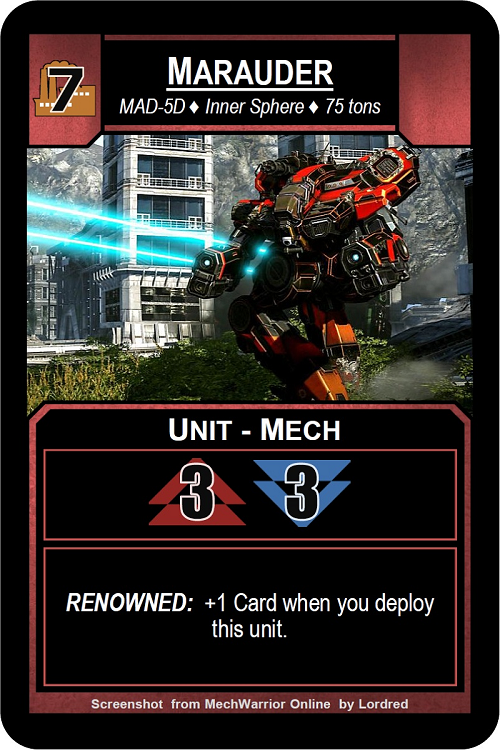 7
MARAUDER
MAD-5D ♦ Inner Sphere ♦ 75 tons
UNIT - MECH
3 3
RENOWNED: +1 Card when you deploy
this unit.
Screenshot from MechWarrior Online by Lordred